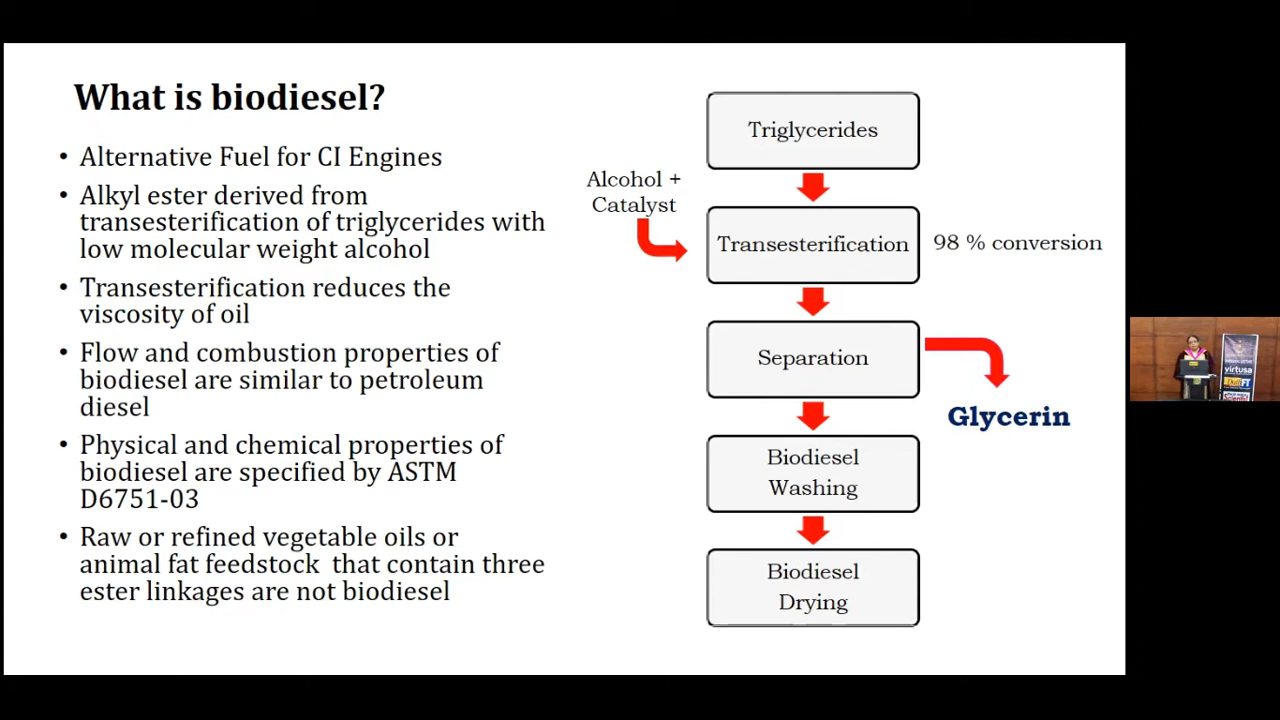 What is biodiesel?
• Alternative Fuel for CI Engines
• Alkyl ester derived from
transesterification of triglycerides with
low molecular weight alcohol
• Transesterification reduces the
viscosity of oil
• Flow and combustion properties of
biodiesel are similar to petroleum
diesel
• Physical and chemical properties of
biodiesel are specified by ASTM
D6751-03
• Raw or refined vegetable oils or
animal fat feedstock that contain three
ester linkages are not biodiesel
Triglycerides
Alcohol +
Catalyst
Transesterification
98 % conversion
Separation
Glycerin
Biodiesel
Washing
Biodiesel
Drying
virtusa
FT